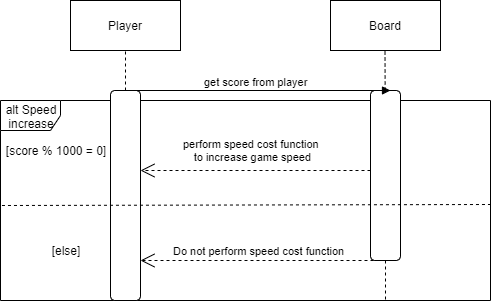 Player
Board
get score from player
alt Speed
increase
[score % 1000 = 0]
perform speed cost function
to increase game speed
[else]
Do not perform speed cost function